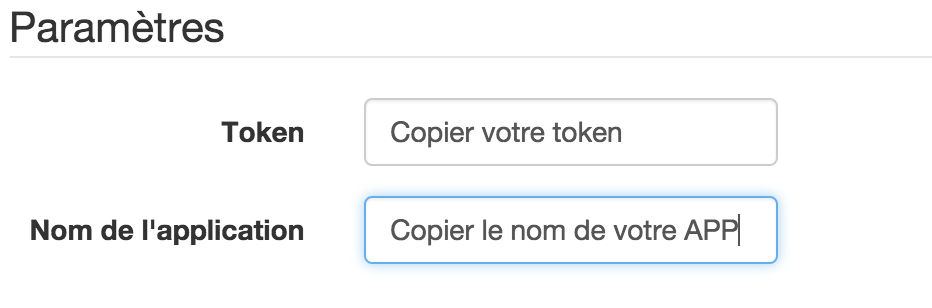 Paramètres
Token Copier votre token
Nom de l'application Copier le nom de votre APP